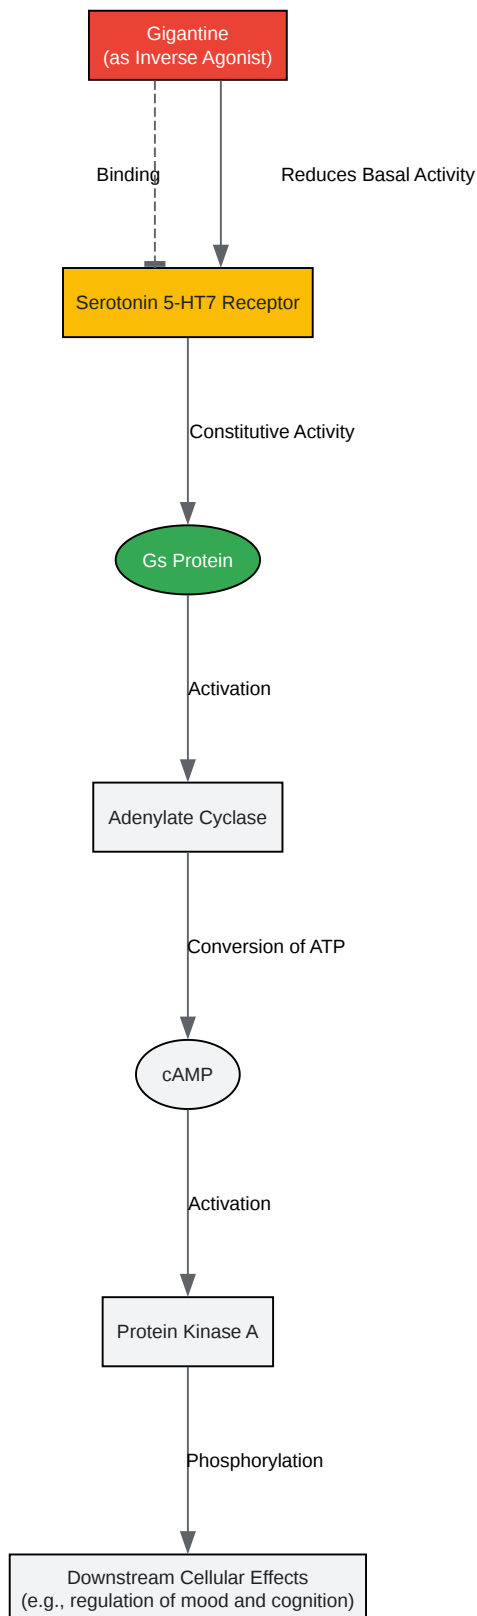 Gigantine
(as Inverse Agonist)
Binding
Reduces Basal Activity
Serotonin 5-HT7 Receptor
Constitutive Activity
Gs Protein
Activation
Adenylate Cyclase
Conversion of ATP
cAMP
Activation
Protein Kinase A
Phosphorylation
Downstream Cellular Effects
(e.g., regulation of mood and cognition)